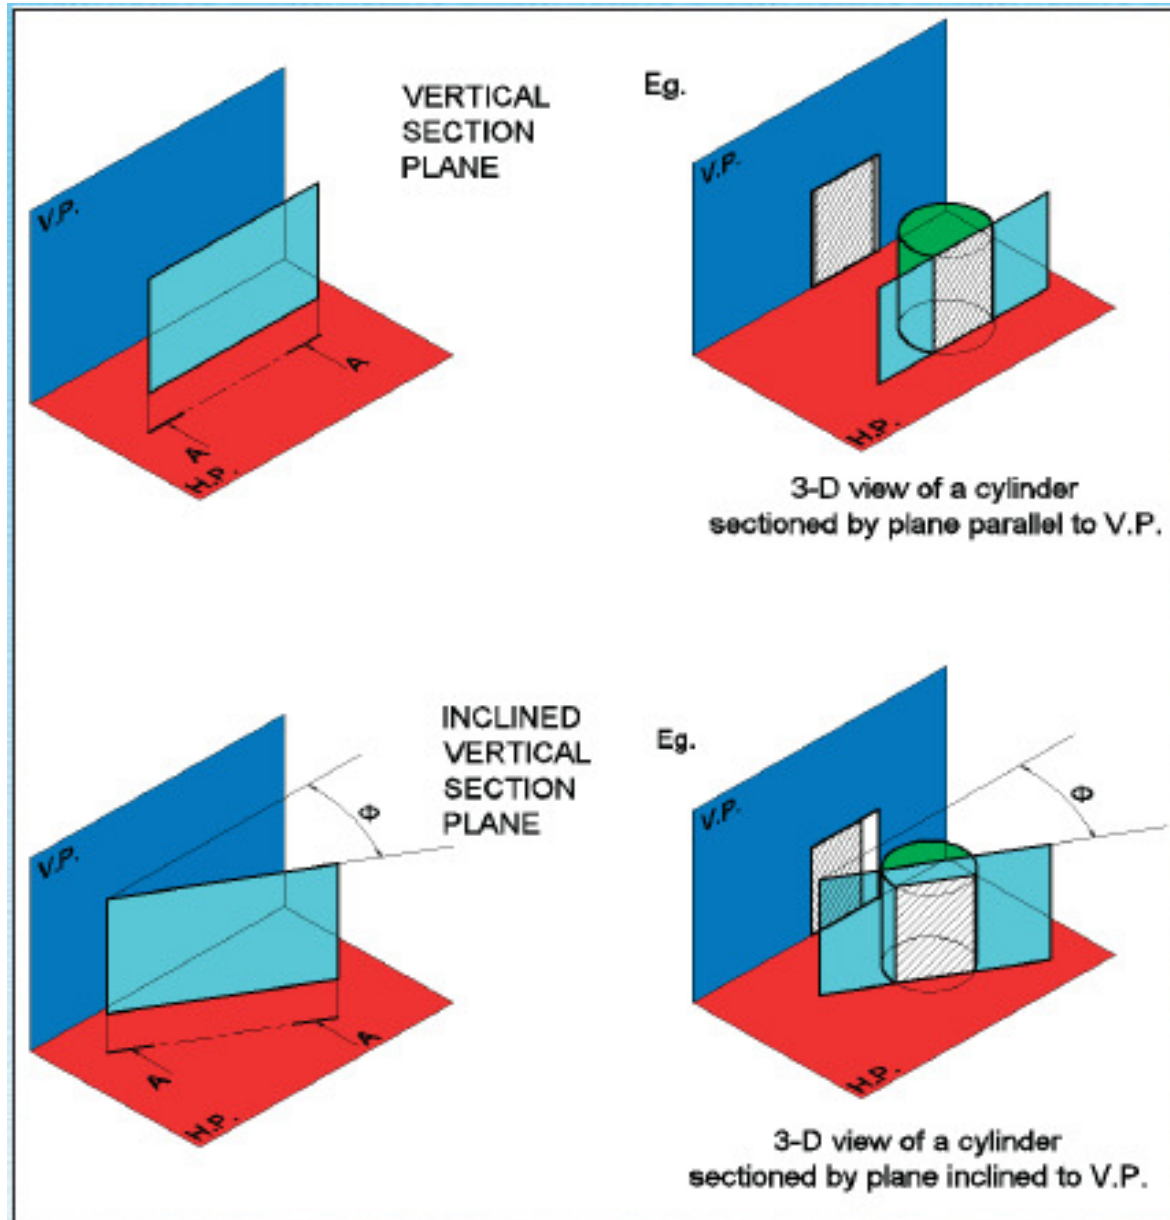 VERTICAL
SECTION
PLANE
V.P.
A
A
H.P.
Eg.
V.P.
H.P.
3-D view of a cylinder
sectioned by plane parallel to V.P.
INCLINED
VERTICAL
SECTION
PLANE
V.P.
Φ
A
A
H.P.
Eg.
V.P.
Φ
H.P.
3-D view of a cylinder
sectioned by plane inclined to V.P.